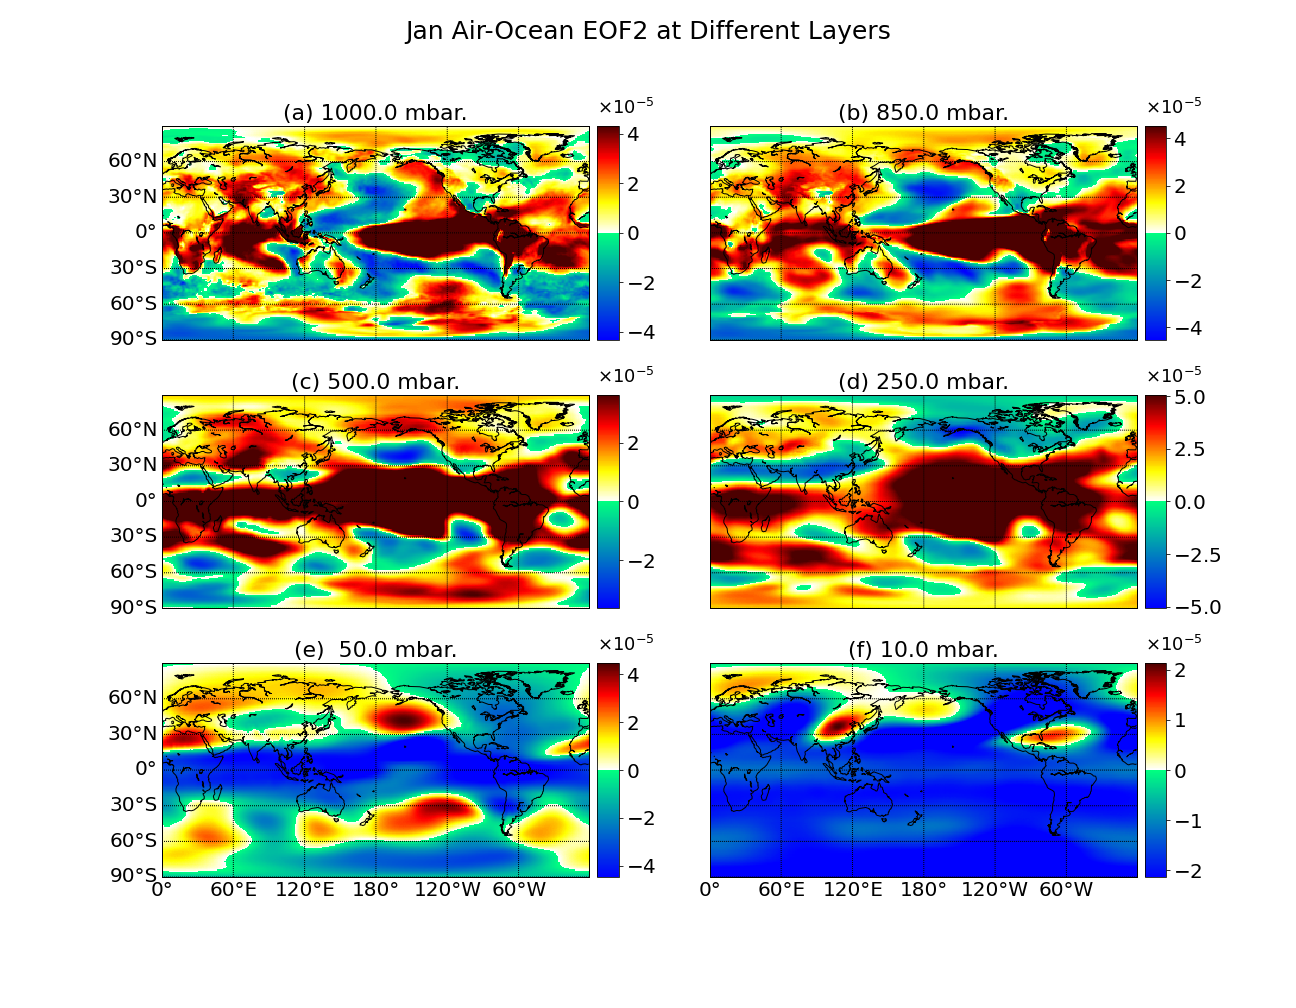 Jan Air-Ocean EOF2 at Different Layers
(a) 1000.0 mbar.
×10⁻⁵
(b) 850.0 mbar.
×10⁻⁵
60°N
30°N
0°
30°S
60°S
90°S
4
2
0
−2
−4
4
2
0
−2
−4
(c) 500.0 mbar.
×10⁻⁵
(d) 250.0 mbar.
×10⁻⁵
60°N
30°N
0°
30°S
60°S
90°S
2
0
−2
5.0
2.5
0.0
−2.5
−5.0
(e)  50.0 mbar.
×10⁻⁵
(f) 10.0 mbar.
×10⁻⁵
60°N
30°N
0°
30°S
60°S
90°S
4
2
0
−2
−4
2
1
0
−1
−2
0° 60°E 120°E 180° 120°W 60°W
0° 60°E 120°E 180° 120°W 60°W